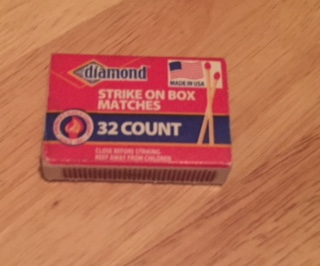 diamond
MADE IN USA
STRIKE ON BOX
MATCHES
32 COUNT
CLOSE BEFORE STRIKING
KEEP AWAY FROM CHILDREN